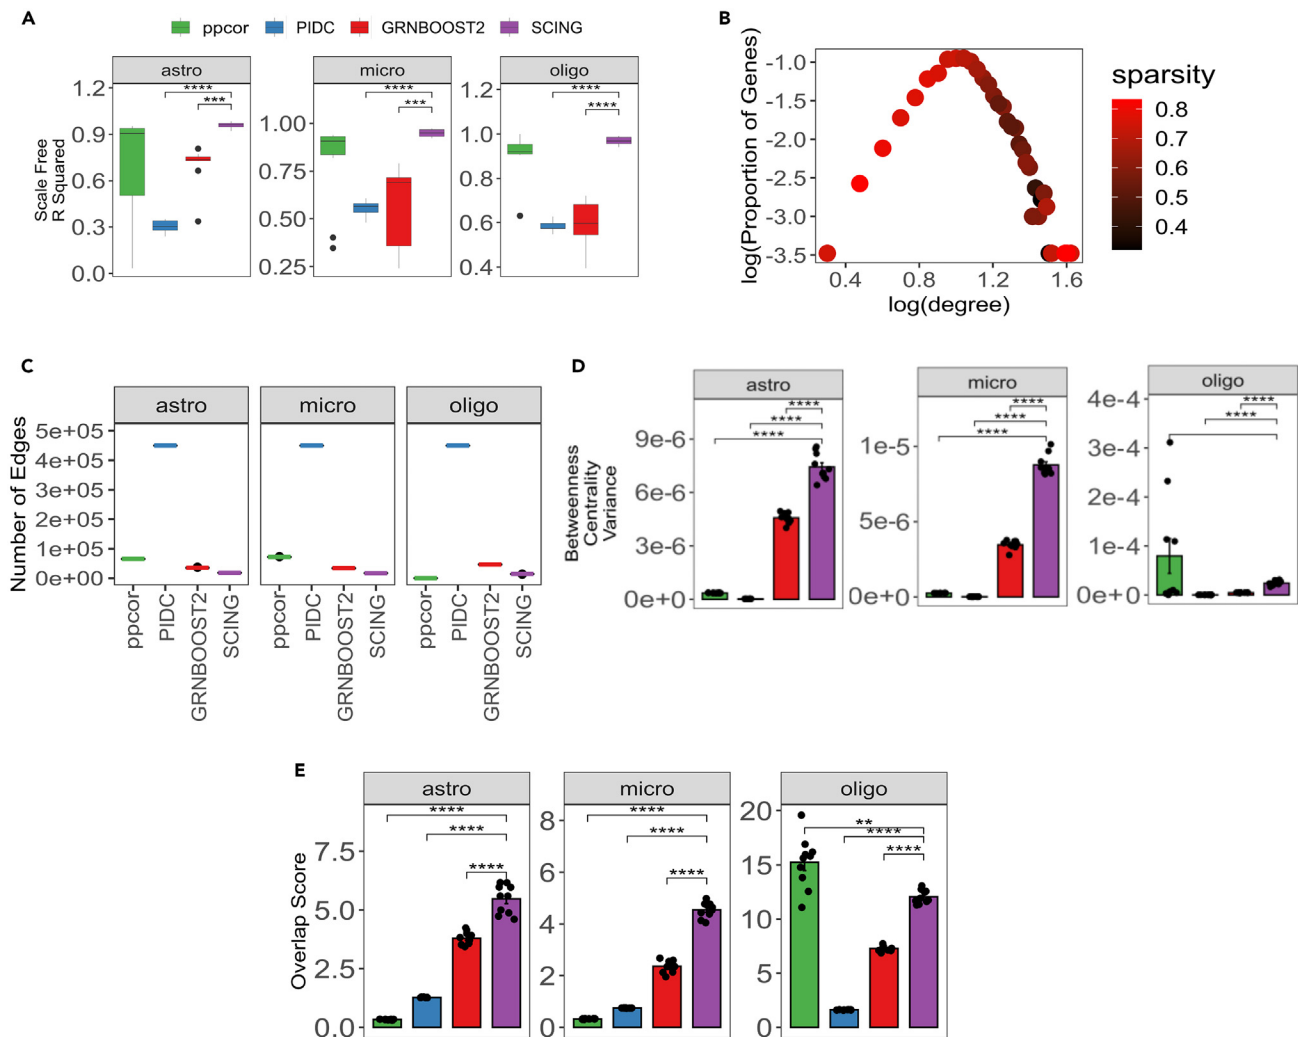 A
ppcor PIDC GRNBOOST2 SCING
astro micro oligo
Scale Free
R Squared
1.2
0.9
0.6
0.3
0.0
**** ***
1.00
0.75
0.50
0.25
**** ***
1.0
0.8
0.6
0.4
**** ****
B
log(Proportion of Genes)
-1.0
-1.5
-2.0
-2.5
-3.0
-3.5
0.4 0.8 1.2 1.6
log(degree)
sparsity
0.8
0.7
0.6
0.5
0.4
C
astro micro oligo
Number of Edges
5e+05
4e+05
3e+05
2e+05
1e+05
0e+00
ppcor PIDC GRNBOOST2 SCING
ppcor PIDC GRNBOOST2 SCING
ppcor PIDC GRNBOOST2 SCING
D
astro micro oligo
Betweenness
Centrality
Variance
9e-6
6e-6
3e-6
0e+0
****
****
****
1e-5
5e-6
0e+0
****
****
****
4e-4
3e-4
2e-4
1e-4
0e+0
****
****
E
astro micro oligo
Overlap Score
7.5
5.0
2.5
0.0
****
****
****
8
6
4
2
0
****
****
****
20
15
10
5
0
**
****
****